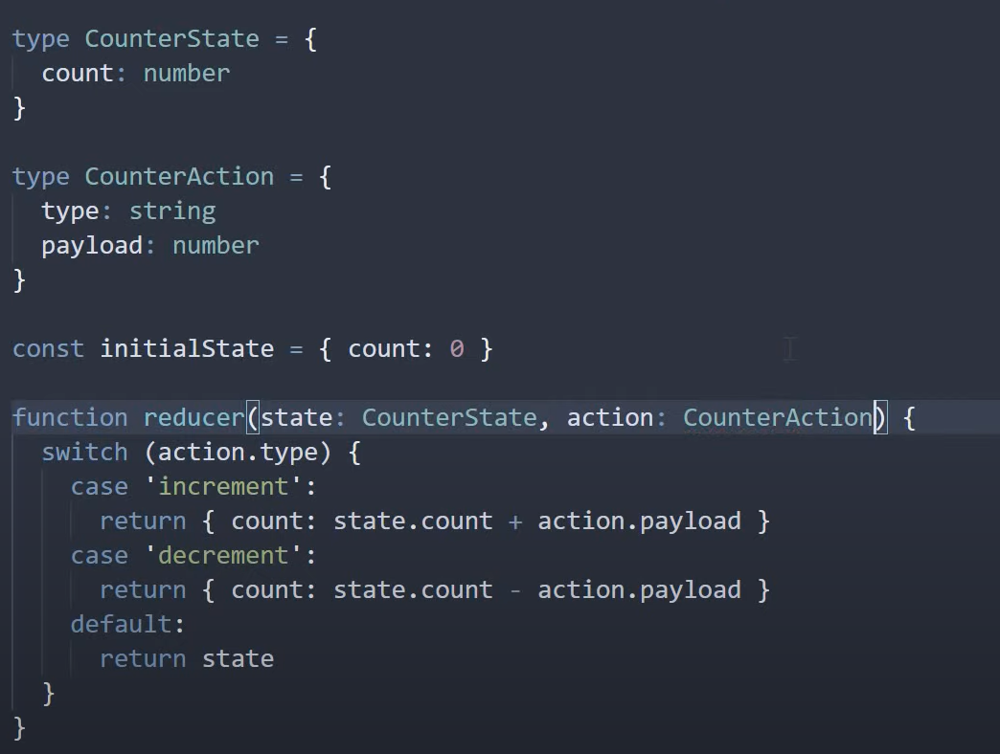 type CounterState = {
  count: number
}

type CounterAction = {
  type: string
  payload: number
}

const initialState = { count: 0 }

function reducer(state: CounterState, action: CounterAction) {
  switch (action.type) {
    case 'increment':
      return { count: state.count + action.payload }
    case 'decrement':
      return { count: state.count - action.payload }
    default:
      return state
  }
}